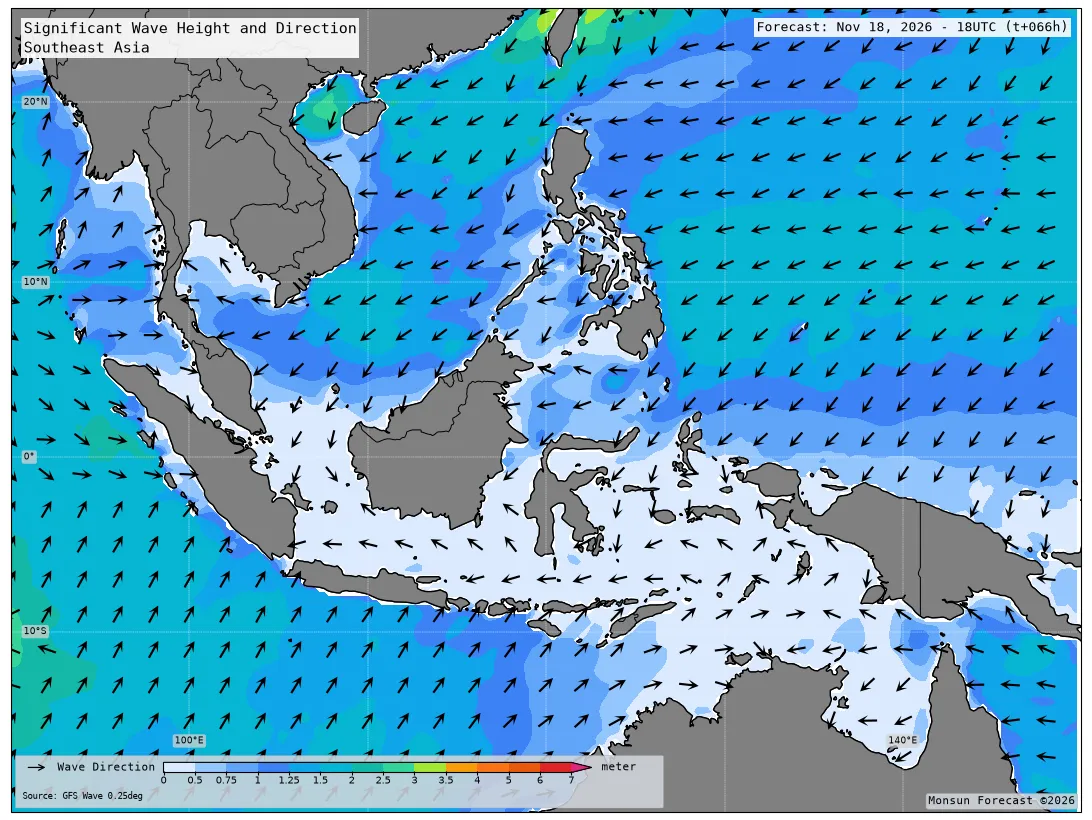 Significant Wave Height and Direction
Southeast Asia
Forecast: Nov 18, 2026 - 18UTC (t+066h)
20°N
10°N
0°
10°S
100°E
140°E
Wave Direction
meter
0 0.5 0.75 1 1.25 1.5 2 2.5 3 3.5 4 5 6 7
Source: GFS Wave 0.25deg
Monsun Forecast ©2026